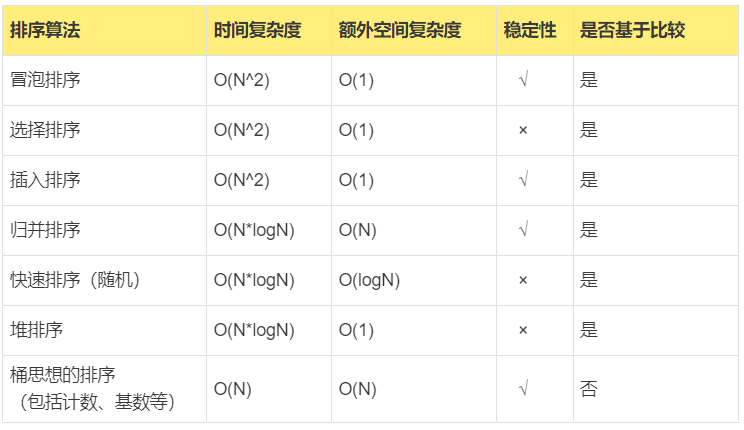 排序算法 时间复杂度 额外空间复杂度 稳定性 是否基于比较
冒泡排序 O(N^2) O(1) √ 是
选择排序 O(N^2) O(1) × 是
插入排序 O(N^2) O(1) √ 是
归并排序 O(N*logN) O(N) √ 是
快速排序（随机） O(N*logN) O(logN) × 是
堆排序 O(N*logN) O(1) × 是
桶思想的排序
（包括计数、基数等） O(N) O(N) √ 否